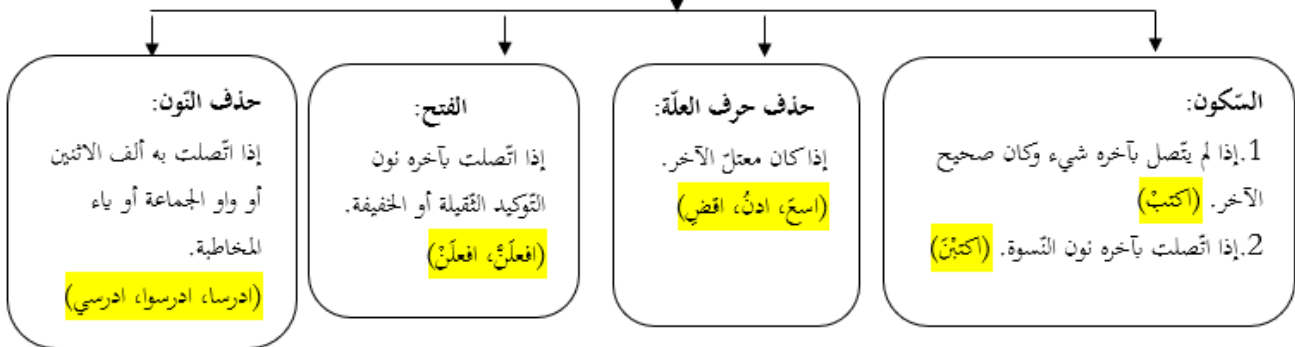 السّكون:
1.إذا لم يتّصل بآخره شيء وكان صحيح
الآخر. (اكتبْ)
2.إذا اتّصلت بآخره نون النّسوة. (اكتبْنَ)
حذف حرف العلّة:
إذا كان معتلّ الآخر.
(اسعَ، ادنُ، اقضِ)
الفتح:
إذا اتّصلت بآخره نون
التّوكيد الثّقيلة أو الخفيفة.
(افعلَنَّ، افعلَنْ)
حذف النّون:
إذا اتّصلت به ألف الاثنين
أو واو الجماعة أو ياء
المخاطبة.
(ادرسا، ادرسوا، ادرسي)